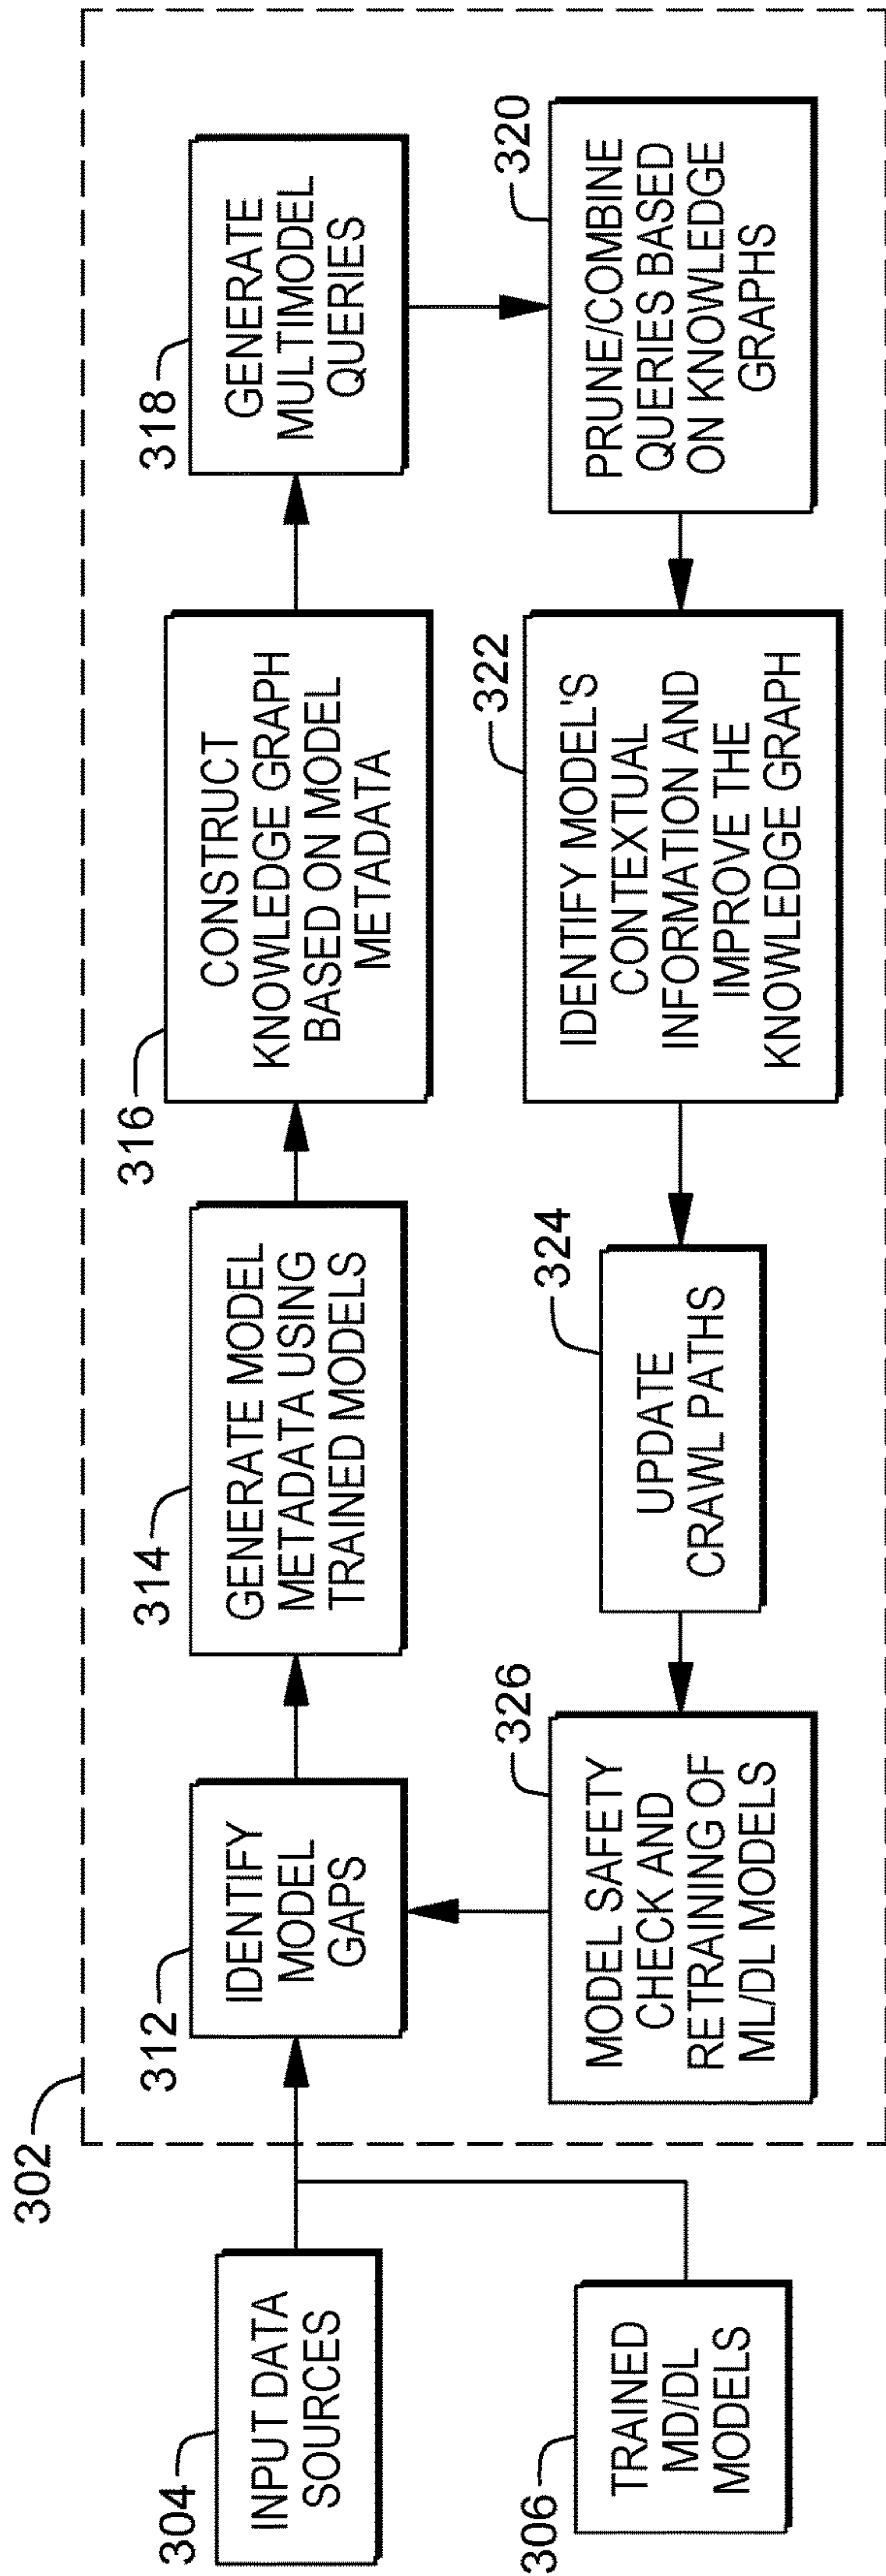 302
304
INPUT DATA
SOURCES
306
TRAINED
MD/DL
MODELS
312
IDENTIFY
MODEL
GAPS
314
GENERATE MODEL
METADATA USING
TRAINED MODELS
316
CONSTRUCT
KNOWLEDGE GRAPH
BASED ON MODEL
METADATA
318
GENERATE
MULTIMODEL
QUERIES
320
PRUNE/COMBINE
QUERIES BASED
ON KNOWLEDGE
GRAPHS
322
IDENTIFY MODEL'S
CONTEXTUAL
INFORMATION AND
IMPROVE THE
KNOWLEDGE GRAPH
324
UPDATE
CRAWL PATHS
326
MODEL SAFETY
CHECK AND
RETRAINING OF
ML/DL MODELS